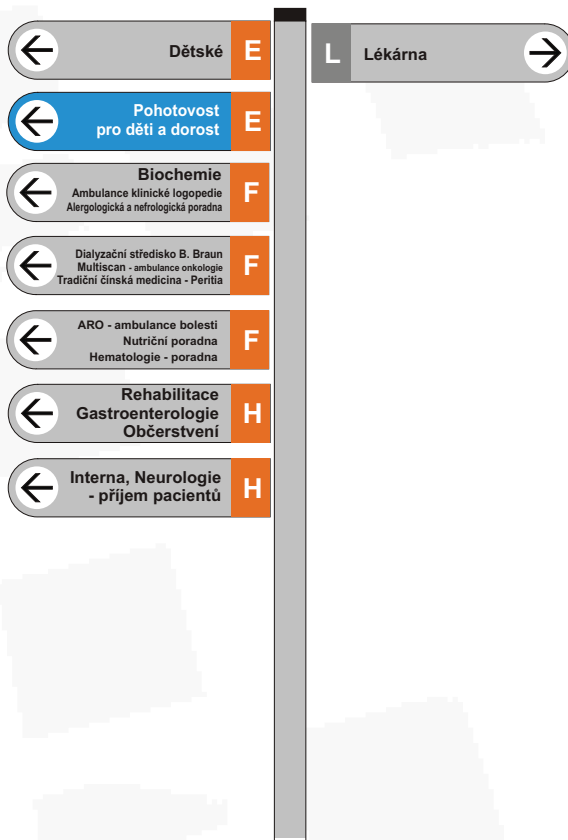 Dětské E
Pohotovost
pro děti a dorost E
Biochemie
Ambulance klinické logopedie
Alergologická a nefrologická poradna F
Dialyzační středisko B. Braun
Multiscan - ambulance onkologie
Tradiční čínská medicina - Peritia F
ARO - ambulance bolesti
Nutriční poradna
Hematologie - poradna F
Rehabilitace
Gastroenterologie
Občerstvení H
Interna, Neurologie
- příjem pacientů H
L Lékárna